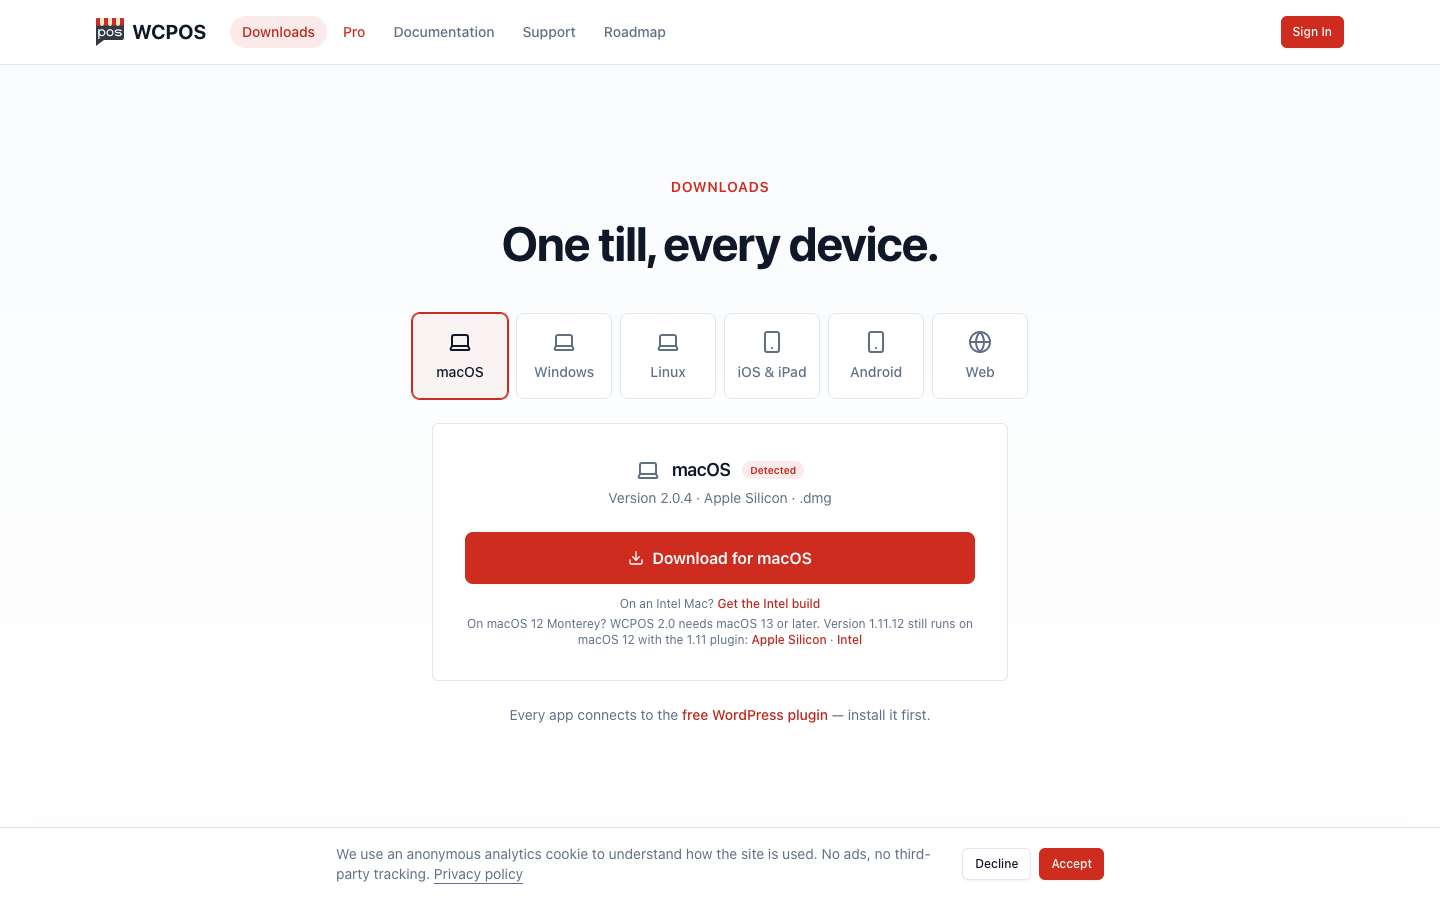 pos WCPOS Downloads Pro Documentation Support Roadmap Sign In
DOWNLOADS
One till, every device.
macOS Windows Linux iOS & iPad Android Web
macOS Detected
Version 2.0.4 · Apple Silicon · .dmg
Download for macOS
On an Intel Mac? Get the Intel build
On macOS 12 Monterey? WCPOS 2.0 needs macOS 13 or later. Version 1.11.12 still runs on
macOS 12 with the 1.11 plugin: Apple Silicon · Intel
Every app connects to the free WordPress plugin — install it first.
We use an anonymous analytics cookie to understand how the site is used. No ads, no third-
party tracking. Privacy policy
Decline Accept